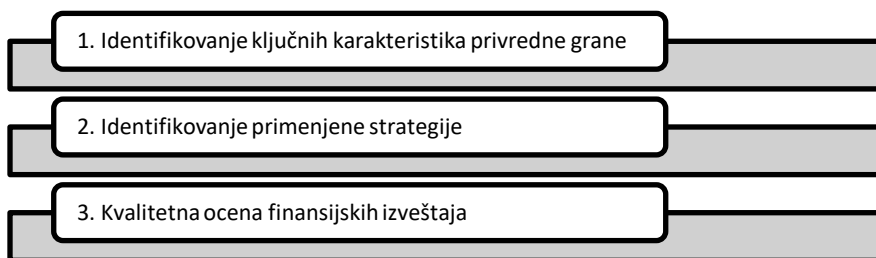 1. Identifikovanje ključnih karakteristika privredne grane
2. Identifikovanje primenjene strategije
3. Kvalitetna ocena finansijskih izveštaja